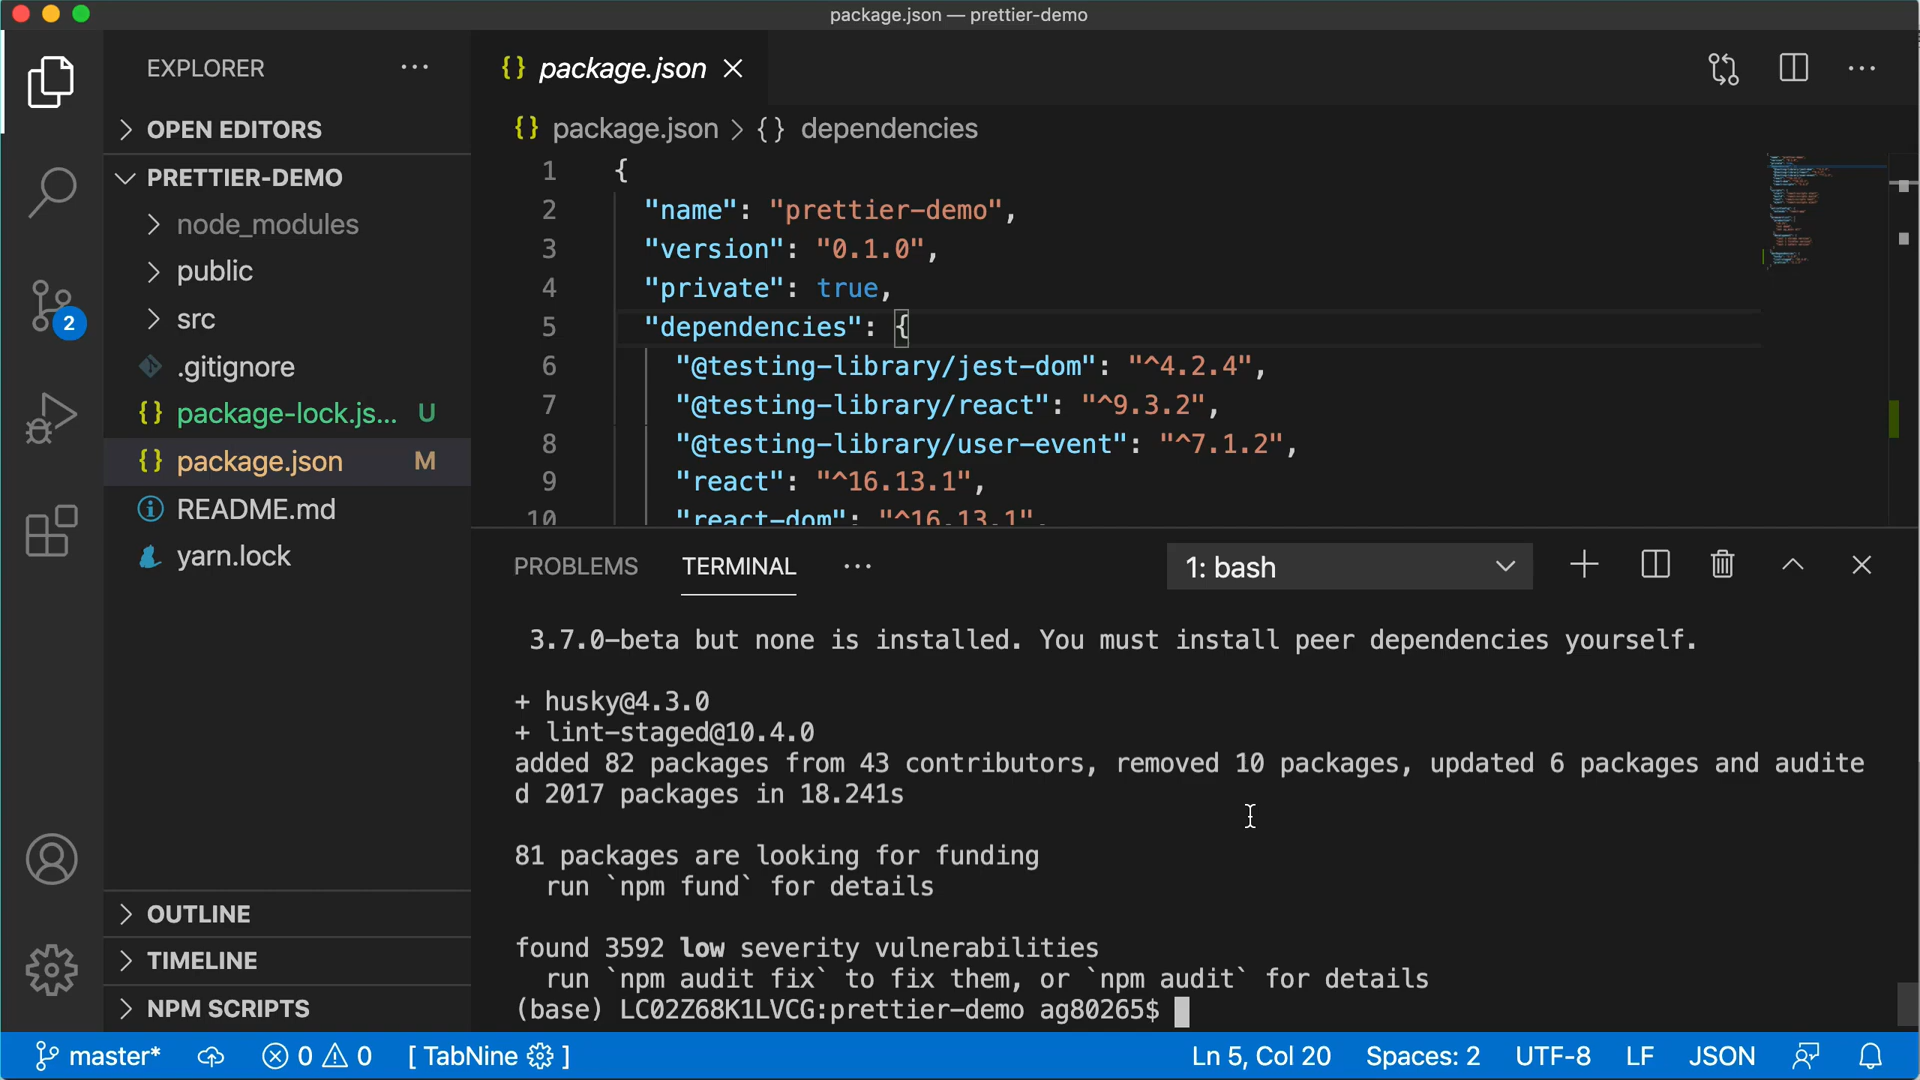 package.json — prettier-demo
EXPLORER
OPEN EDITORS
PRETTIER-DEMO
node_modules
public
src
.gitignore
package-lock.js... U
package.json M
README.md
yarn.lock
OUTLINE
TIMELINE
NPM SCRIPTS
2
{} package.json
{} package.json > {} dependencies
1 {
2 "name": "prettier-demo",
3 "version": "0.1.0",
4 "private": true,
5 "dependencies": {
6 "@testing-library/jest-dom": "^4.2.4",
7 "@testing-library/react": "^9.3.2",
8 "@testing-library/user-event": "^7.1.2",
9 "react": "^16.13.1",
10 "react-dom": "^16.13.1",
PROBLEMS TERMINAL ··· 1: bash
3.7.0-beta but none is installed. You must install peer dependencies yourself.
+ husky@4.3.0
+ lint-staged@10.4.0
added 82 packages from 43 contributors, removed 10 packages, updated 6 packages and audite
d 2017 packages in 18.241s
81 packages are looking for funding
run `npm fund` for details
found 3592 low severity vulnerabilities
run `npm audit fix` to fix them, or `npm audit` for details
(base) LC02Z68K1LVCG:prettier-demo ag80265$
master* 0 0 [ TabNine ] Ln 5, Col 20 Spaces: 2 UTF-8 LF JSON